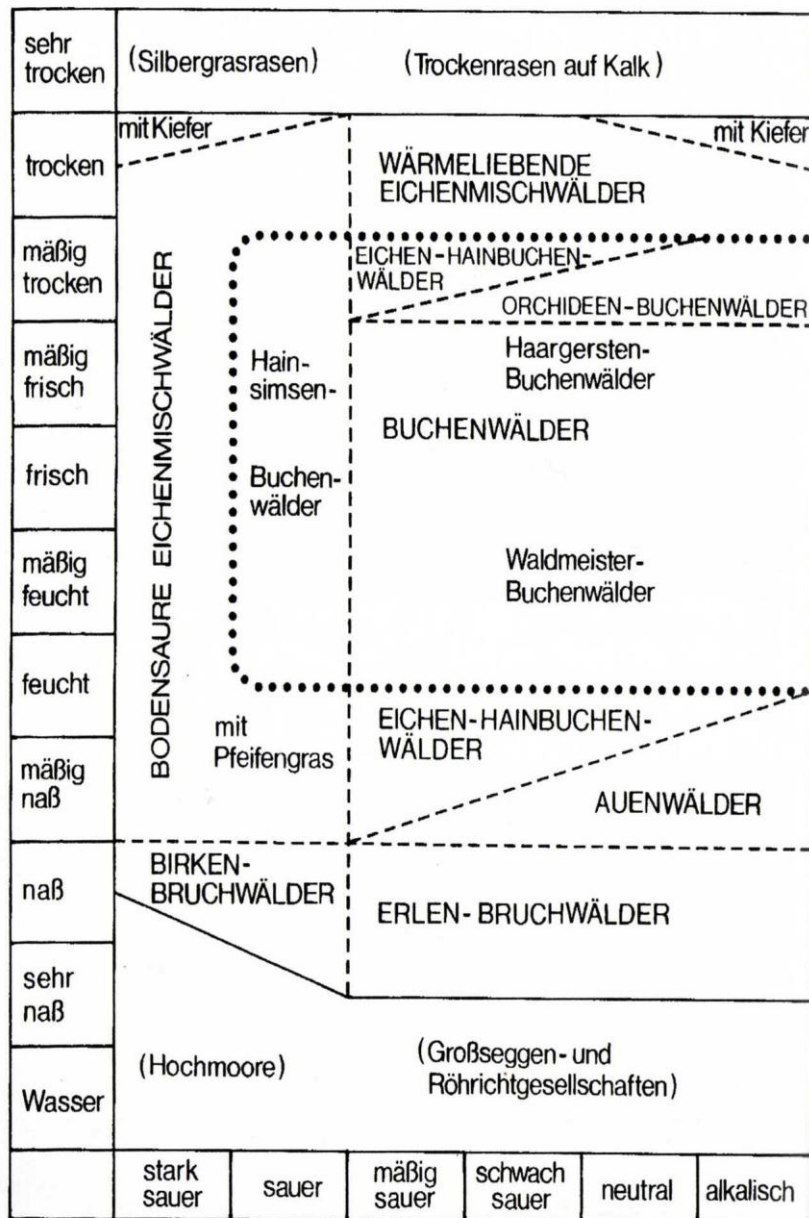 sehr
trocken
(Silbergrasrasen)
(Trockenrasen auf Kalk)
trocken
mit Kiefer
mit Kiefer
WÄRMELIEBENDE
EICHENMISCHWÄLDER
mäßig
trocken
EICHEN-HAINBUCHEN-
WÄLDER
ORCHIDEEN-BUCHENWÄLDER
BODENSAURE EICHENMISCHWÄLDER
mäßig
frisch
Hain-
simsen-
Haargersten-
Buchenwälder
BUCHENWÄLDER
frisch
Buchen-
wälder
mäßig
feucht
Waldmeister-
Buchenwälder
feucht
mit
Pfeifengras
EICHEN-HAINBUCHEN-
WÄLDER
mäßig
naß
AUENWÄLDER
naß
BIRKEN-
BRUCHWÄLDER
ERLEN-BRUCHWÄLDER
sehr
naß
(Hochmoore)
(Großseggen- und
Röhrichtgesellschaften)
Wasser
stark
sauer
sauer
mäßig
sauer
schwach
sauer
neutral
alkalisch